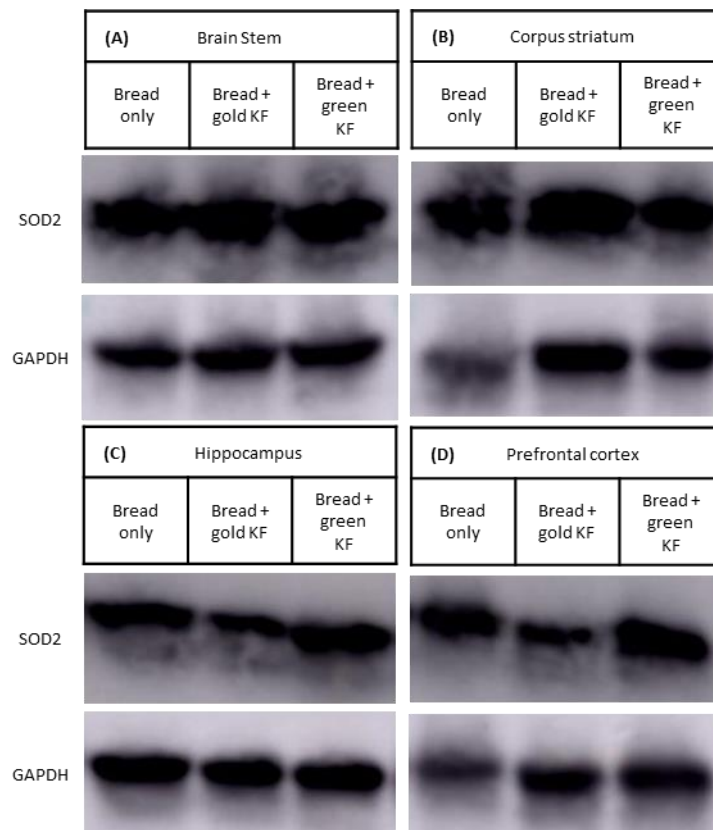 (A) Brain Stem
(B) Corpus striatum
Bread only
Bread + gold KF
Bread + green KF
Bread only
Bread + gold KF
Bread + green KF
SOD2
GAPDH
(C) Hippocampus
(D) Prefrontal cortex
Bread only
Bread + gold KF
Bread + green KF
Bread only
Bread + gold KF
Bread + green KF
SOD2
GAPDH